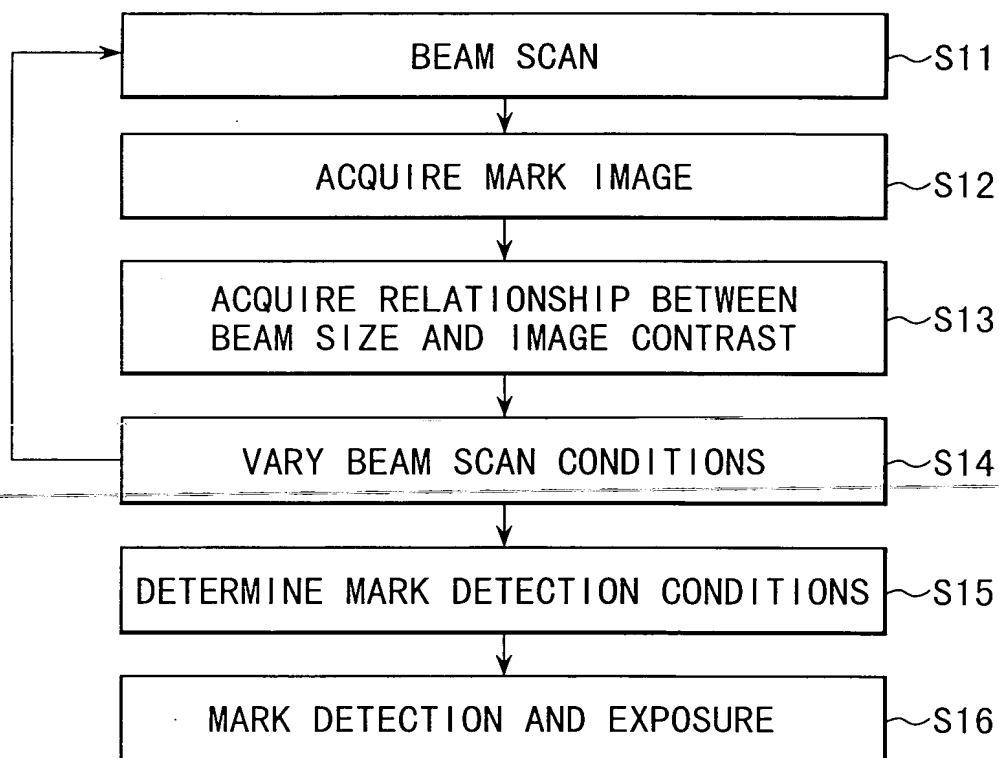 BEAM SCAN
S11
ACQUIRE MARK IMAGE
S12
ACQUIRE RELATIONSHIP BETWEEN
BEAM SIZE AND IMAGE CONTRAST
S13
VARY BEAM SCAN CONDITIONS
S14
DETERMINE MARK DETECTION CONDITIONS
S15
MARK DETECTION AND EXPOSURE
S16